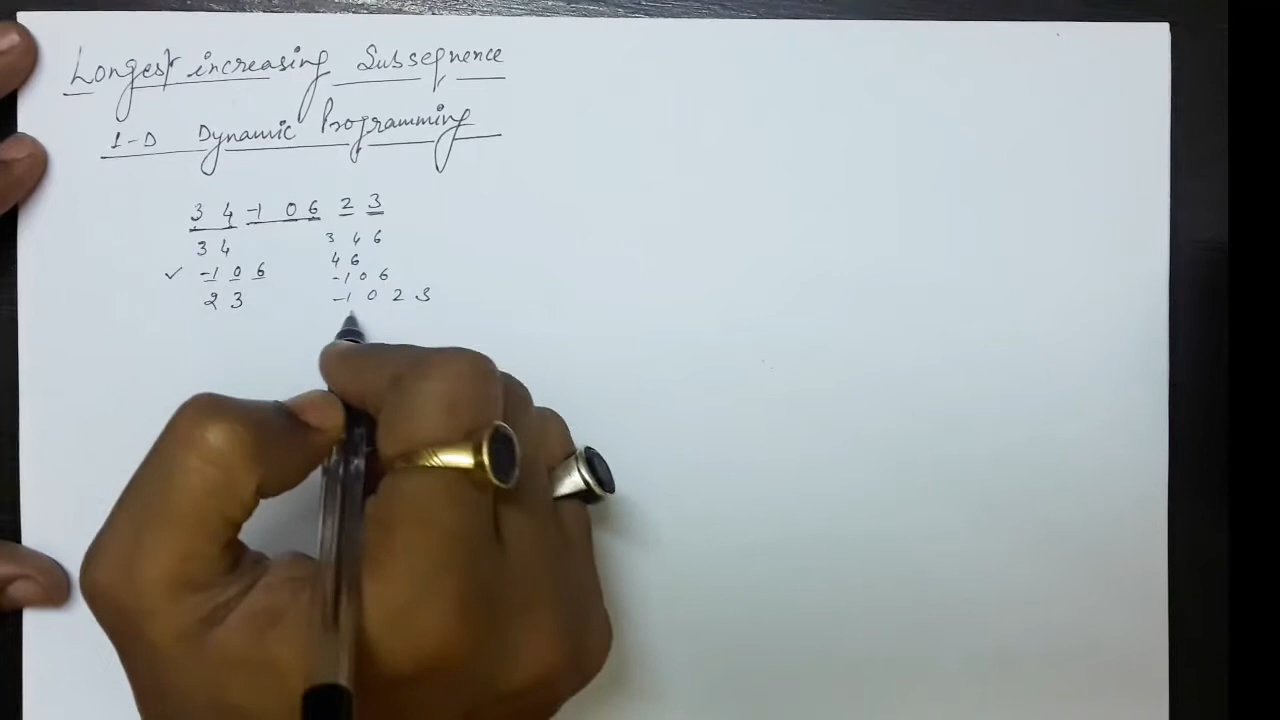 Longest increasing Subsequence
1-D Dynamic Programming
3 4 -1 0 6 2 3
3 4
✓ -1 0 6
2 3
3 4 6
4 6
-1 0 6
-1 0 2 3